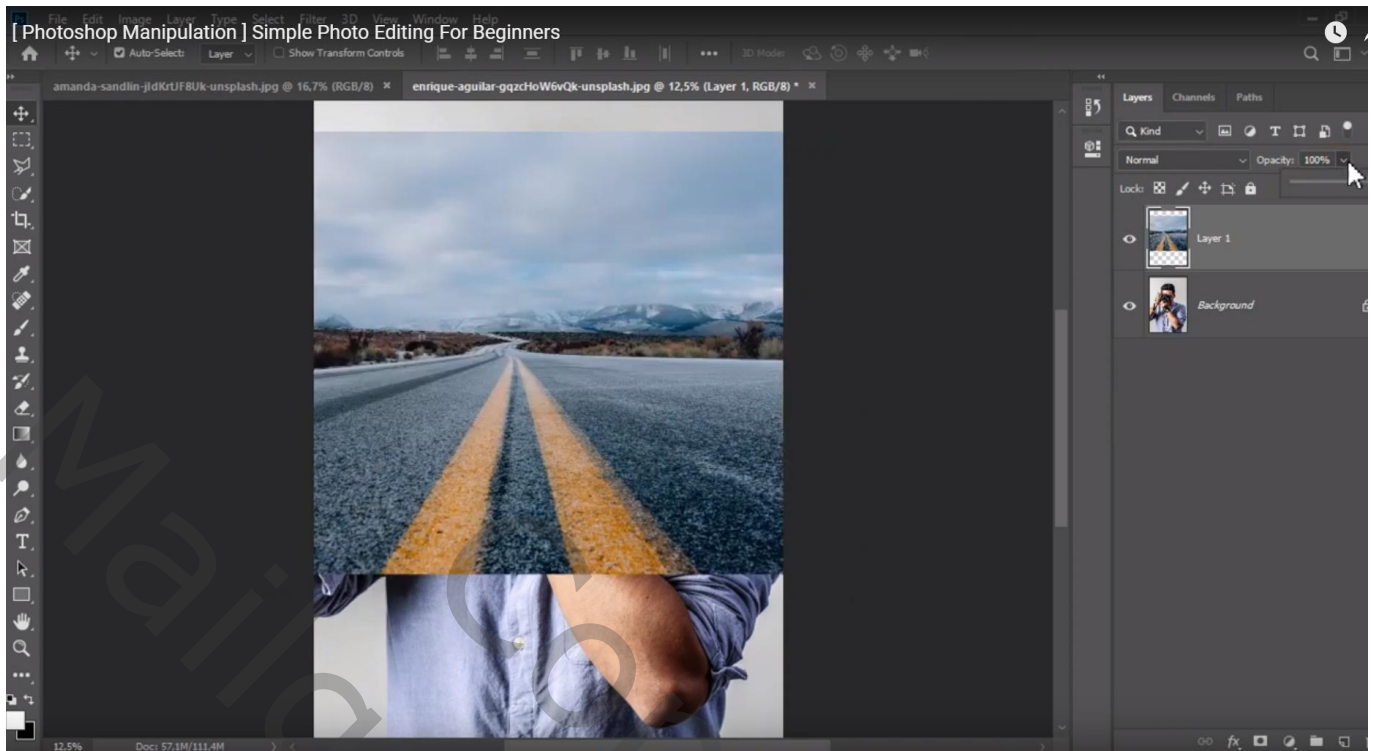 Ps File Edit Image Layer Type Select Filter 3D View Window Help
[ Photoshop Manipulation ] Simple Photo Editing For Beginners
Auto-Select: Layer Show Transform Controls 3D Mode:
amanda-sandlin-jIdKrtJF8Uk-unsplash.jpg @ 16,7% (RGB/8) × enrique-aguilar-gqzcHoW6vQk-unsplash.jpg @ 12,5% (Layer 1, RGB/8) * ×
Layers Channels Paths
Kind
Normal Opacity: 100%
Lock:
Layer 1
Background
12,5% Doc: 57,1M/111,4M